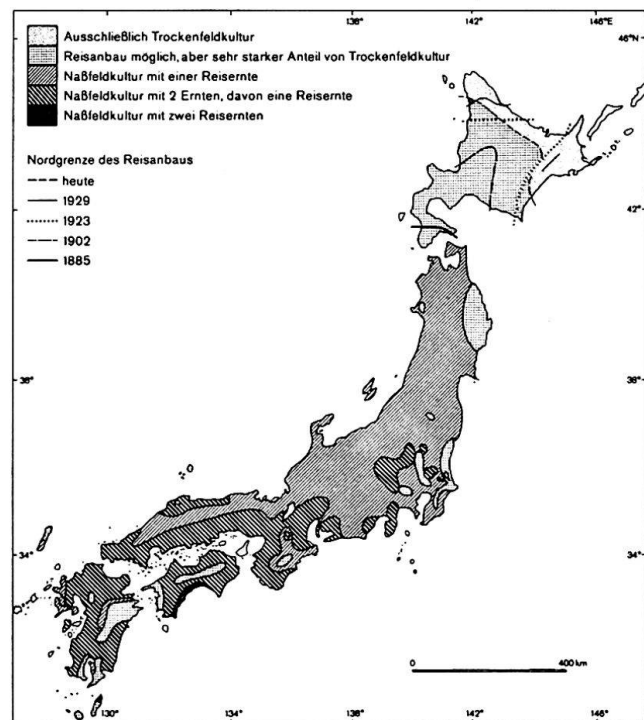 138° 142° 146°E
Ausschließlich Trockenfeldkultur
46°N
Reisanbau möglich, aber sehr starker Anteil von Trockenfeldkultur
Naßfeldkultur mit einer Reisernte
Naßfeldkultur mit 2 Ernten, davon eine Reisernte
Naßfeldkultur mit zwei Reisernten
Nordgrenze des Reisanbaus
heute
1929
42°
1923
1902
1885
38° 38°
34° 34°
0 400 km
130° 134° 138° 142° 146°